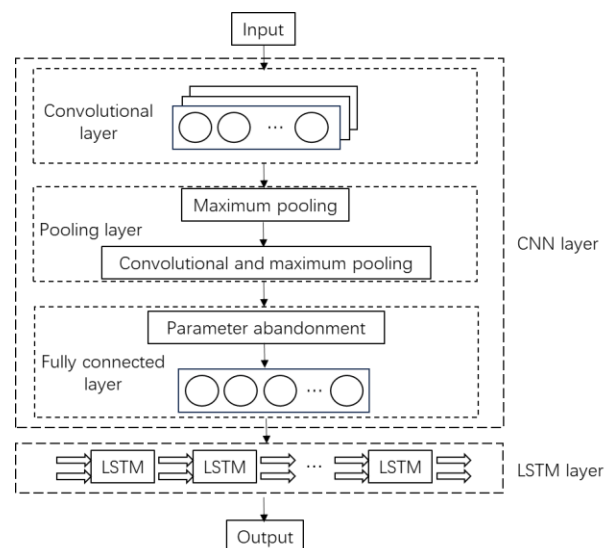 Input
Convolutional
layer
...
Maximum pooling
Pooling layer
Convolutional and maximum pooling
CNN layer
Parameter abandonment
Fully connected
layer
...
LSTM LSTM ... LSTM
LSTM layer
Output